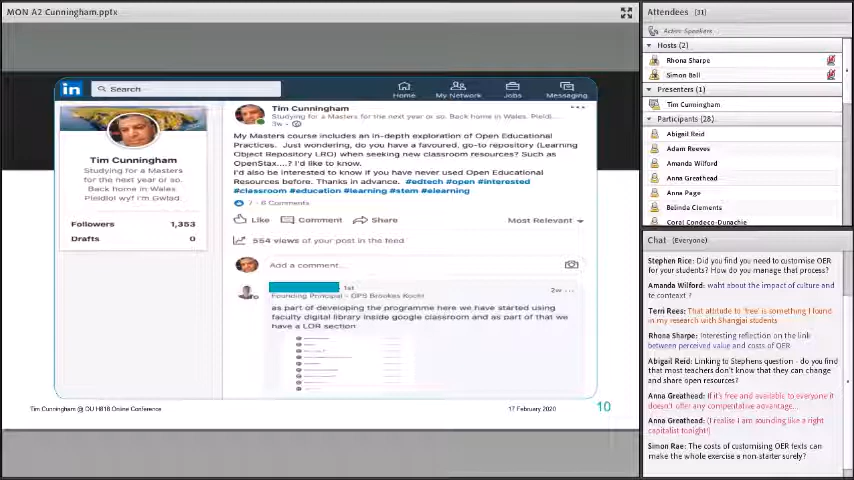 MON A2 Cunningham.pptx
in
Search
Home
My Network
Jobs
Messaging
Tim Cunningham
Studying for a Masters
for the next year or so.
Back home in Wales
Pleidiol wyf i'm Gwlad.
Followers 1,353
Drafts 0
Tim Cunningham
Studying for a Masters for the next year or so. Back home in Wales. Pleidl...
3w
My Masters course includes an in-depth exploration of Open Educational
Practices. Just wondering, do you have a favoured, go-to repository (Learning
Object Repository LRO) when seeking new classroom resources? Such as
OpenStax....? I'd like to know.
I'd also be interested to know if you have never used Open Educational
Resources before. Thanks in advance. #edtech #open #interested
#classroom #education #learning #stem #elearning
7 · 6 Comments
Like
Comment
Share
Most Relevant
554 views of your post in the feed
Add a comment...
1st
2w ...
Founding Principal - GPS Brookes Kochi
as part of developing the programme here we have started using
faculty digital library inside google classroom and as part of that we
have a LOR section
Tim Cunningham @ OU H818 Online Conference
17 February 2020
10
Attendees (31)
Active Speakers
Hosts (2)
Rhona Sharpe
Simon Ball
Presenters (1)
Tim Cunningham
Participants (28)
Abigail Reid
Adam Reeves
Amanda Wilford
Anna Greathead
Anna Page
Belinda Clements
Coral Condeco-Dunachie
Chat (Everyone)
Stephen Rice: Did you find you need to customise OER
for your students? How do you manage that process?
Amanda Wilford: waht about the impact of culture and
te context ?
Terri Rees: That attitude to 'free' is something I found
in my research with Shangjai students
Rhona Sharpe: Interesting reflection on the link
between perceived value and costs of OER
Abigail Reid: Linking to Stephens question - do you find
that most teachers don't know that they can change
and share open resources?
Anna Greathead: If it's free and available to everyone it
doesn't offer any competitive advantage...
Anna Greathead: (I realise I am sounding like a right
capitalist tonight!)
Simon Rae: The costs of customising OER texts can
make the whole exercise a non-starter surely?